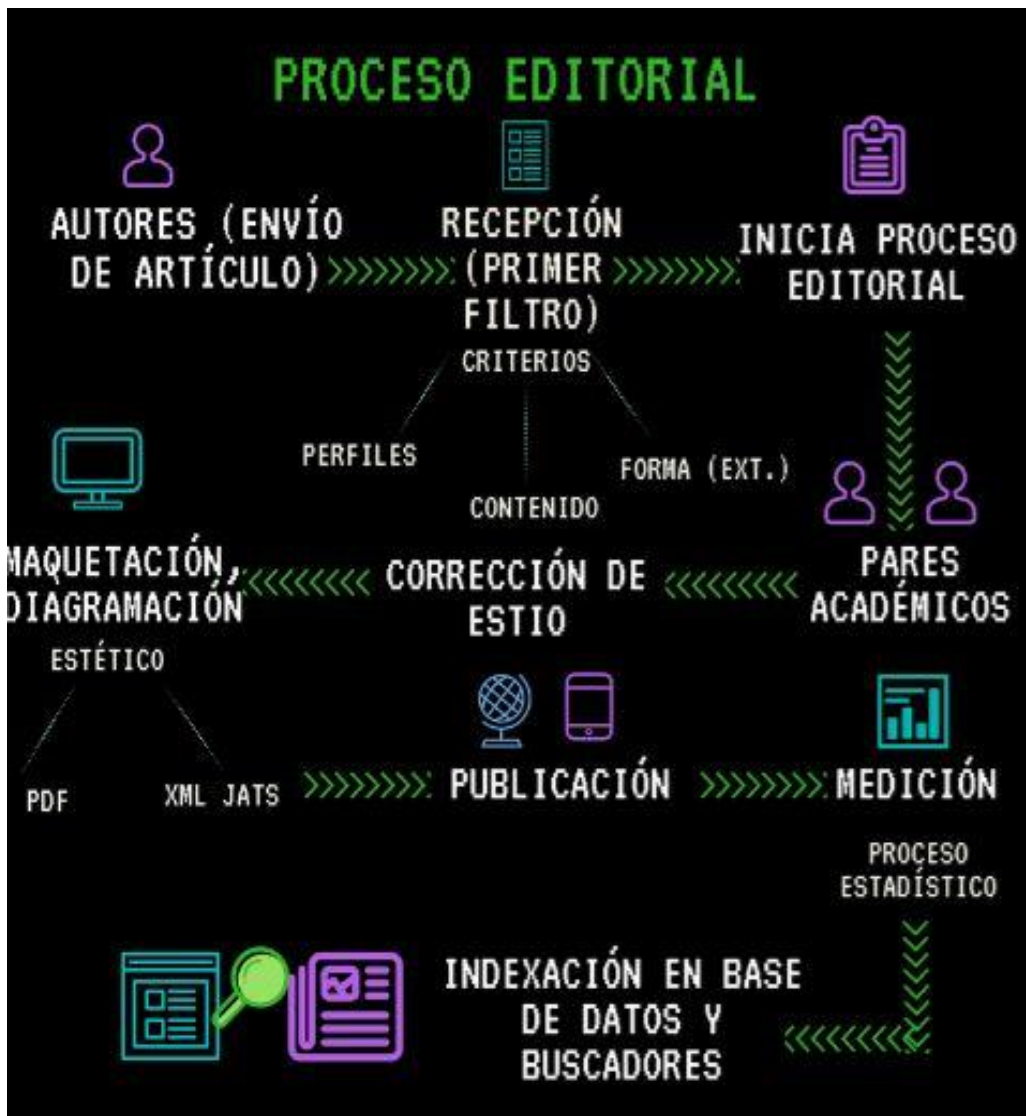 PROCESO EDITORIAL
AUTORES (ENVÍO
DE ARTÍCULO)
RECEPCIÓN
(PRIMER
FILTRO)
CRITERIOS
PERFILES
CONTENIDO
FORMA (EXT.)
INICIA PROCESO
EDITORIAL
PARES
ACADÉMICOS
CORRECCIÓN DE
ESTIO
MAQUETACIÓN,
DIAGRAMACIÓN
ESTÉTICO
PDF
XML JATS
PUBLICACIÓN
MEDICIÓN
PROCESO
ESTADÍSTICO
INDEXACIÓN EN BASE
DE DATOS Y
BUSCADORES